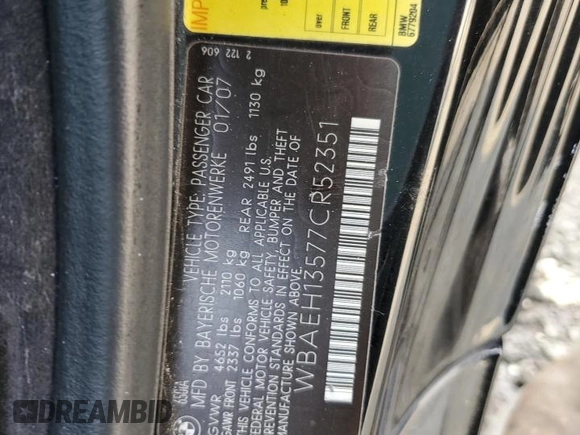 IMP
over
FRONT
REAR
BMW
6779204
2 122 606
VEHICLE TYPE: PASSENGER CAR
MFD BY BAYERISCHE MOTORENWERKE 01/07
GVWR 4652 lbs 2110 kg
GAWR FRONT 2337 lbs 1060 kg REAR 2491 lbs 1130 kg
VEHICLE CONFORMS TO ALL APPLICABLE U.S.
FEDERAL MOTOR VEHICLE SAFETY, BUMPER AND THEFT
PREVENTION STANDARDS IN EFFECT ON THE DATE OF
MANUFACTURE SHOWN ABOVE.
WBAEH13577CR52351
DREAMBID
.com